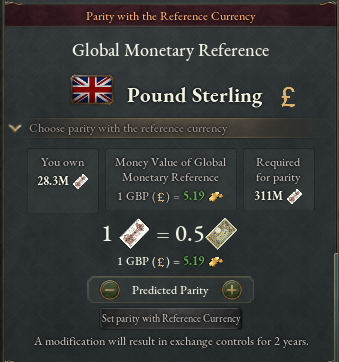 Parity with the Reference Currency
Global Monetary Reference
Pound Sterling £
Choose parity with the reference currency
You own
28.3M
Money Value of Global
Monetary Reference
1 GBP (£) = 5.19
Required
for parity
311M
1 = 0.5
1 GBP (£) = 5.19
Predicted Parity
Set parity with Reference Currency
A modification will result in exchange controls for 2 years.